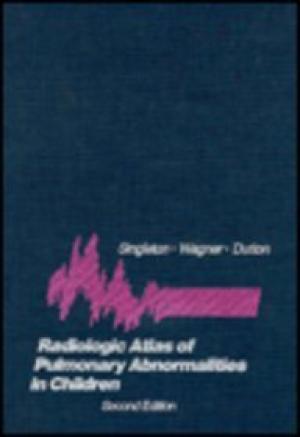 Singleton • Wagner • Dutton
Radiologic Atlas of
Pulmonary Abnormalities
in Children
Second Edition